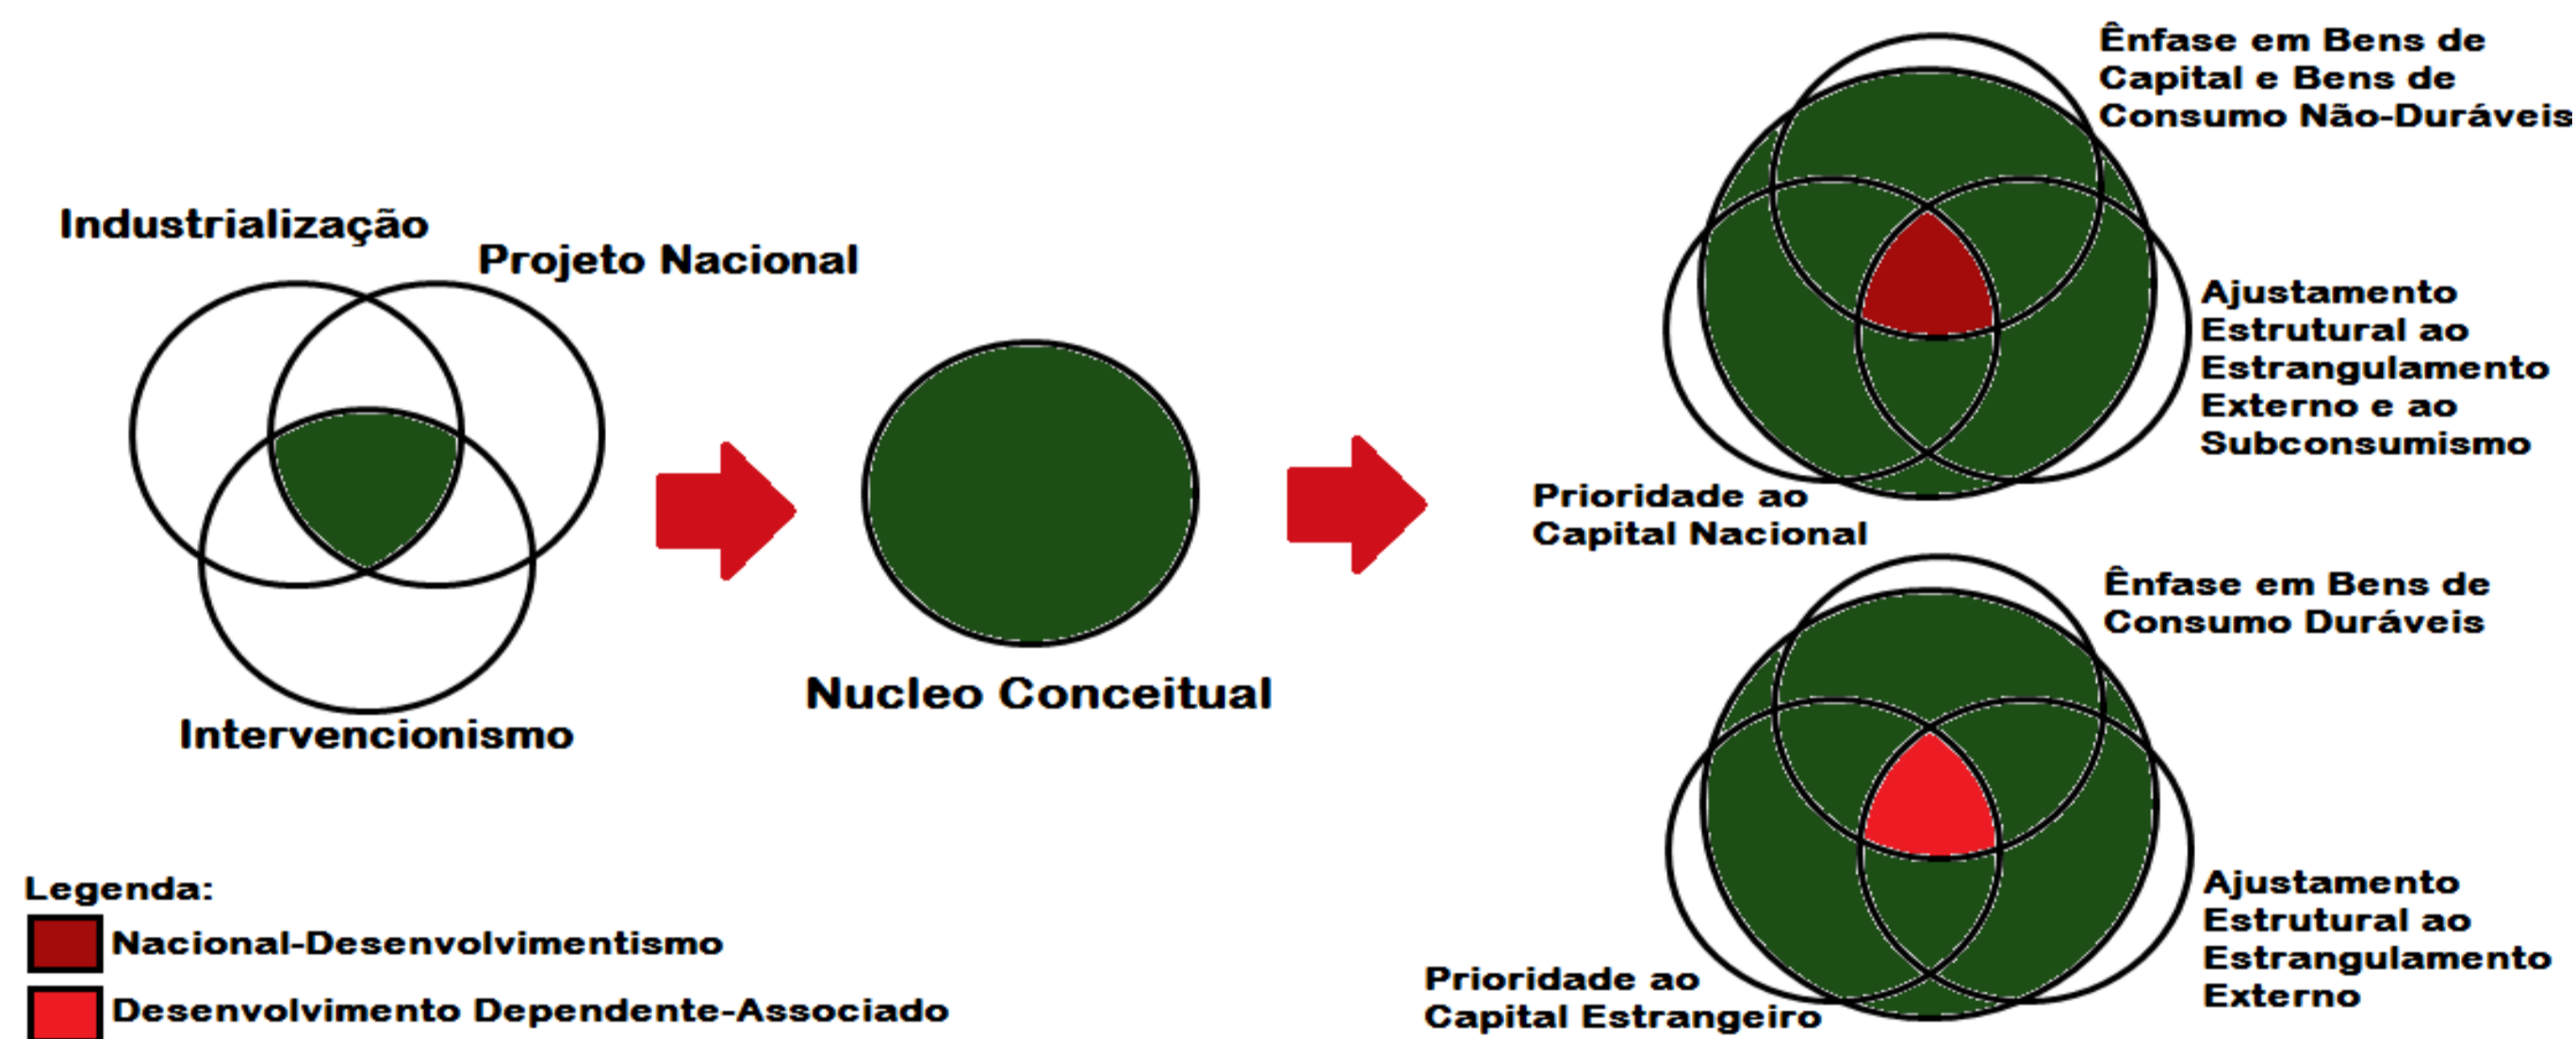 Industrialização
Projeto Nacional
Intervencionismo
Nucleo Conceitual
Ênfase em Bens de
Capital e Bens de
Consumo Não-Duráveis
Ajustamento
Estrutural ao
Estrangulamento
Externo e ao
Subconsumismo
Prioridade ao
Capital Nacional
Ênfase em Bens de
Consumo Duráveis
Ajustamento
Estrutural ao
Estrangulamento
Externo
Prioridade ao
Capital Estrangeiro
Legenda:
Nacional-Desenvolvimentismo
Desenvolvimento Dependente-Associado